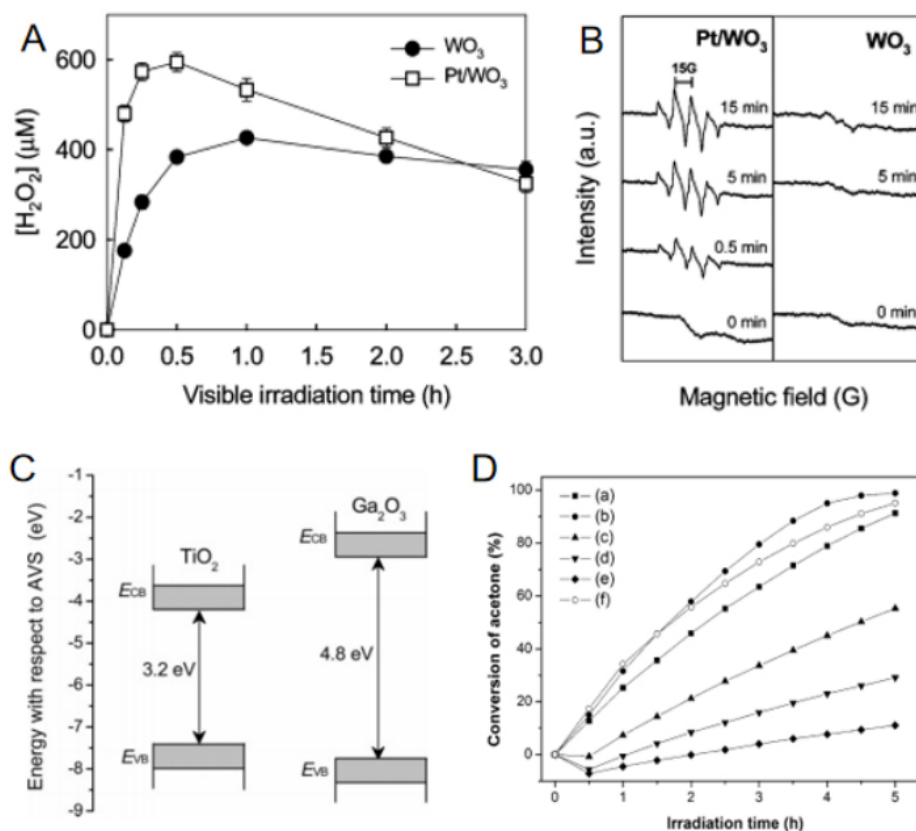 A
[H₂O₂] (μM)
600
400
200
0
0.0 0.5 1.0 1.5 2.0 2.5 3.0
Visible irradiation time (h)
WO₃
Pt/WO₃
B
Pt/WO₃ WO₃
15G
15 min 15 min
5 min 5 min
0.5 min
0 min 0 min
Intensity (a.u.)
Magnetic field (G)
C
Energy with respect to AVS (eV)
-1
-2
-3
-4
-5
-6
-7
-8
-9
TiO₂
ECB
3.2 eV
EVB
Ga₂O₃
ECB
4.8 eV
EVB
D
Conversion of acetone (%)
100
80
60
40
20
0
(a)
(b)
(c)
(d)
(e)
(f)
0 1 2 3 4 5
Irradiation time (h)